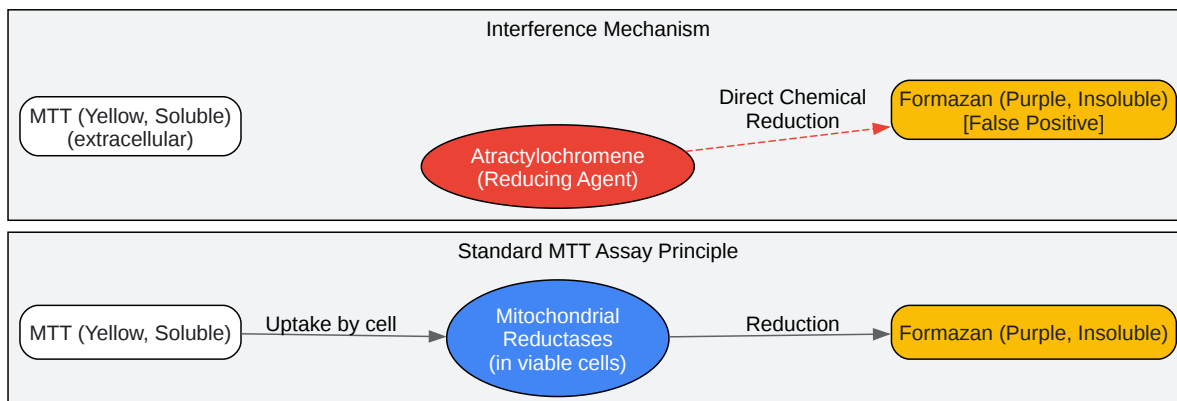 Interference Mechanism
MTT (Yellow, Soluble)
(extracellular)
Atractylochromene
(Reducing Agent)
Direct Chemical
Reduction
Formazan (Purple, Insoluble)
[False Positive]
Standard MTT Assay Principle
MTT (Yellow, Soluble)
Uptake by cell
Mitochondrial
Reductases
(in viable cells)
Reduction
Formazan (Purple, Insoluble)